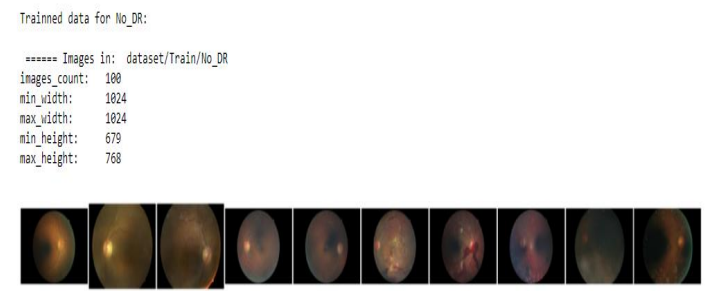 Trainned data for No_DR:
====== Images in: dataset/Train/No_DR
images_count: 100
min_width: 1024
max_width: 1024
min_height: 679
max_height: 768